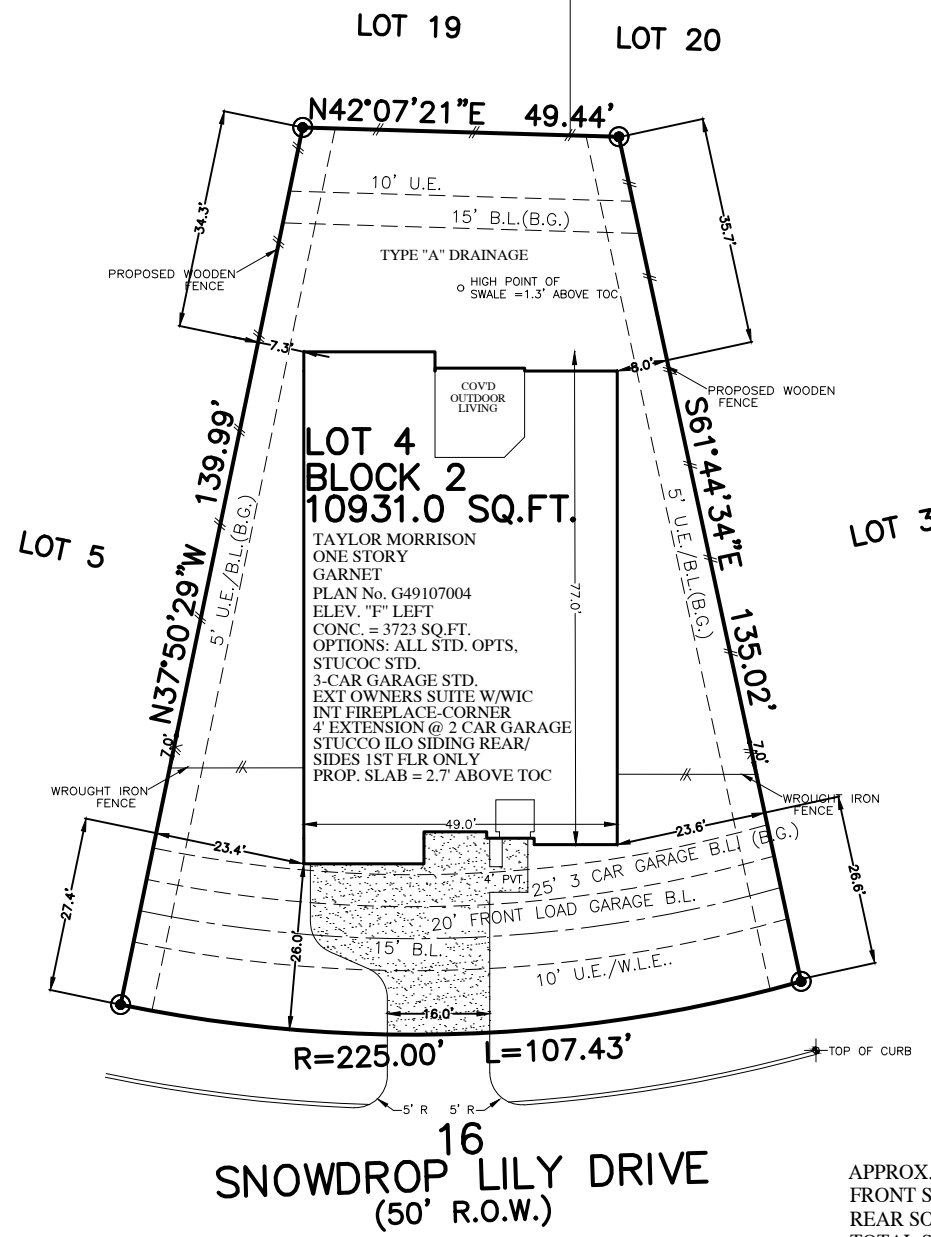 LOT 19
LOT 20
N42°07'21"E 49.44'
10' U.E.
15' B.L.(B.G.)
TYPE "A" DRAINAGE
HIGH POINT OF
SWALE =1.3' ABOVE TOC
34.3'
35.7'
PROPOSED WOODEN
FENCE
7.3'
8.0'
COV'D
OUTDOOR
LIVING
PROPOSED WOODEN
FENCE
LOT 4
BLOCK 2
10931.0 SQ.FT.
TAYLOR MORRISON
ONE STORY
GARNET
PLAN No. G49107004
ELEV. "F" LEFT
CONC. = 3723 SQ.FT.
OPTIONS: ALL STD. OPTS,
STUCOC STD.
3-CAR GARAGE STD.
EXT OWNERS SUITE W/WIC
INT FIREPLACE-CORNER
4' EXTENSION @ 2 CAR GARAGE
STUCCO ILO SIDING REAR/
SIDES 1ST FLR ONLY
PROP. SLAB = 2.7' ABOVE TOC
77.0'
N37°50'29"W 139.99'
5' U.E./B.L.(B.G.)
S61°44'34"E 135.02'
5' U.E./B.L.(B.G.)
LOT 5
LOT 3
7.0'
7.0'
WROUGHT IRON
FENCE
WROUGHT IRON
FENCE
49.0'
23.4'
23.6'
27.4'
26.6'
26.0'
4' PVT.
25' 3 CAR GARAGE B.L. (B.G.)
20' FRONT LOAD GARAGE B.L.
15' B.L.
10' U.E./W.L.E..
16.0'
R=225.00' L=107.43'
TOP OF CURB
5' R 5' R
16
SNOWDROP LILY DRIVE
(50' R.O.W.)
APPROX.
FRONT S
REAR SO
TOTAL S